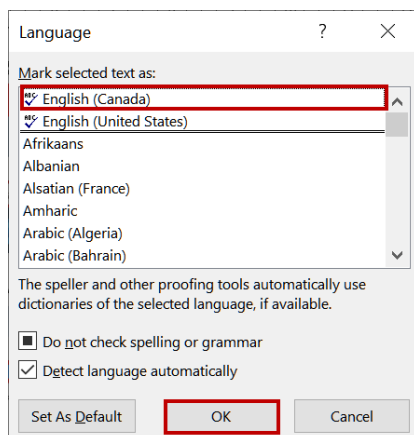 Language ?
Mark selected text as:
ABC English (Canada)
ABC English (United States)
Afrikaans
Albanian
Alsatian (France)
Amharic
Arabic (Algeria)
Arabic (Bahrain)
The speller and other proofing tools automatically use
dictionaries of the selected language, if available.
Do not check spelling or grammar
Detect language automatically
Set As Default OK Cancel